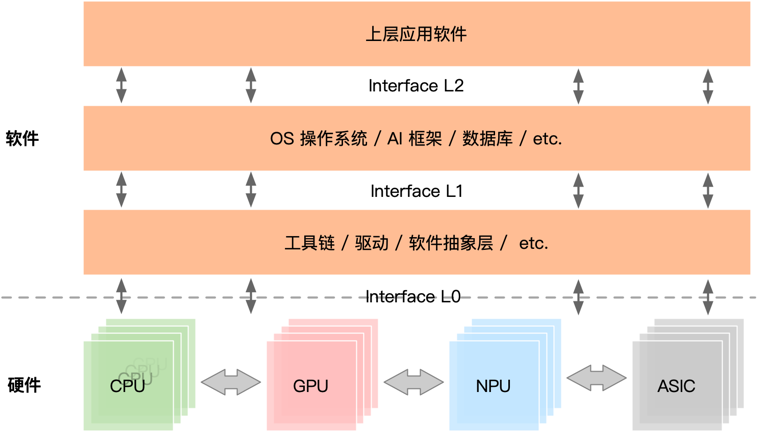 上层应用软件
Interface L2
软件
OS 操作系统 / AI 框架 / 数据库 / etc.
Interface L1
工具链 / 驱动 / 软件抽象层 / etc.
Interface L0
硬件
CPU
CPU
CPU
GPU
NPU
ASIC